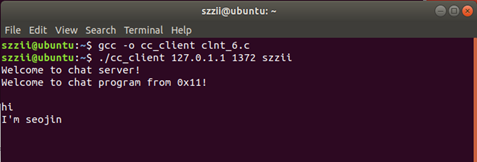 szzii@ubuntu: ~
File Edit View Search Terminal Help
szzii@ubuntu:~$ gcc -o cc_client clnt_6.c
szzii@ubuntu:~$ ./cc_client 127.0.1.1 1372 szzii
Welcome to chat server!
Welcome to chat program from 0x11!
hi
I'm seojin